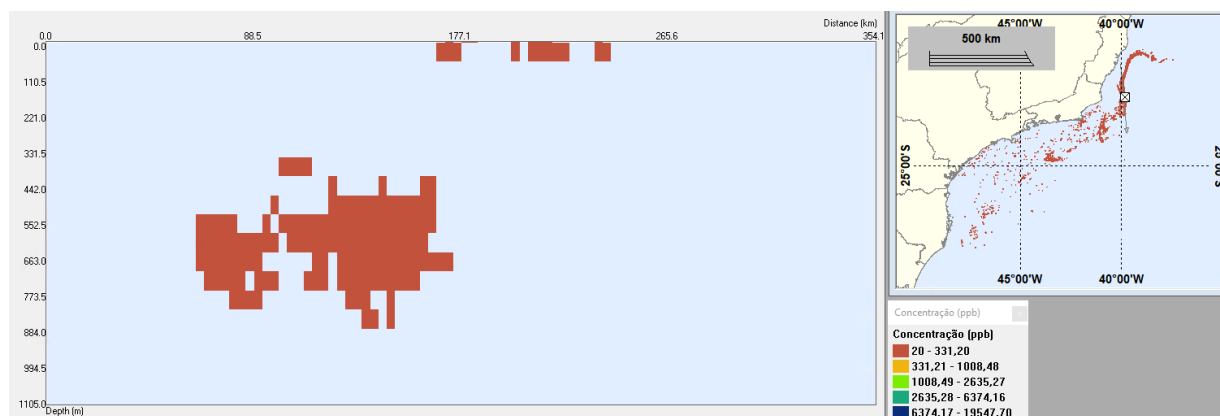 Distance (km)
0.0 88.5 177.1 265.6 354.1
0.0
110.5
221.0
331.5
442.0
552.5
663.0
773.5
884.0
994.5
1105.0
Depth (m)
45°00'W 40°00'W
500 km
25°00'S
20°00'S
45°00'W 40°00'W
Concentração (ppb)
Concentração (ppb)
20 - 331,20
331,21 - 1008,48
1008,49 - 2635,27
2635,28 - 6374,16
6374,17 - 19547,70